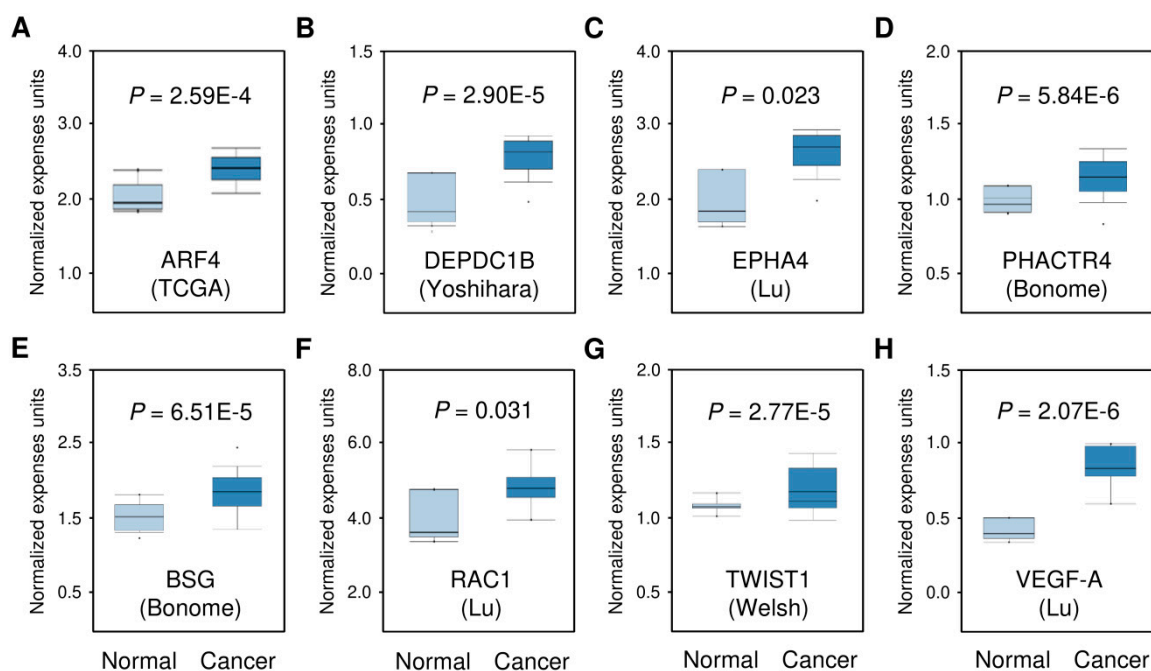 A
Normalized expenses units
4.0
3.0
2.0
1.0
P = 2.59E-4
ARF4
(TCGA)
B
Normalized expenses units
1.5
1.0
0.5
0.0
P = 2.90E-5
DEPDC1B
(Yoshihara)
C
Normalized expenses units
4.0
3.0
2.0
1.0
P = 0.023
EPHA4
(Lu)
D
Normalized expenses units
2.0
1.5
1.0
0.5
P = 5.84E-6
PHACTR4
(Bonome)
E
Normalized expenses units
3.5
2.5
1.5
0.5
P = 6.51E-5
BSG
(Bonome)
Normal Cancer
F
Normalized expenses units
8.0
6.0
4.0
2.0
P = 0.031
RAC1
(Lu)
Normal Cancer
G
Normalized expenses units
2.0
1.5
1.0
0.5
P = 2.77E-5
TWIST1
(Welsh)
Normal Cancer
H
Normalized expenses units
1.5
1.0
0.5
0.0
P = 2.07E-6
VEGF-A
(Lu)
Normal Cancer